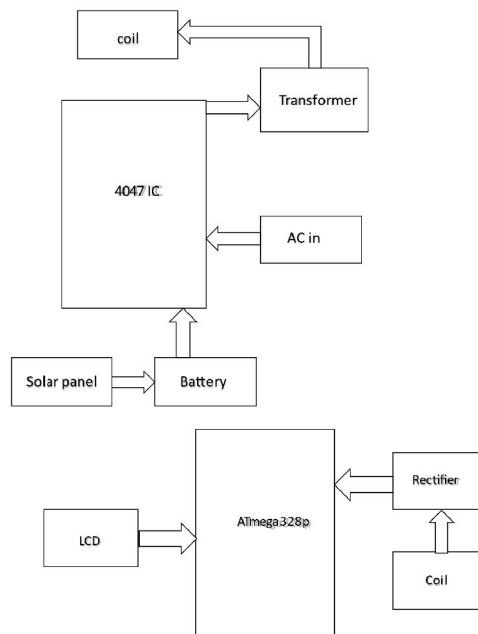 coil
Transformer
4047 IC
AC in
Solar panel
Battery
ATmega328p
Rectifier
LCD
Coil